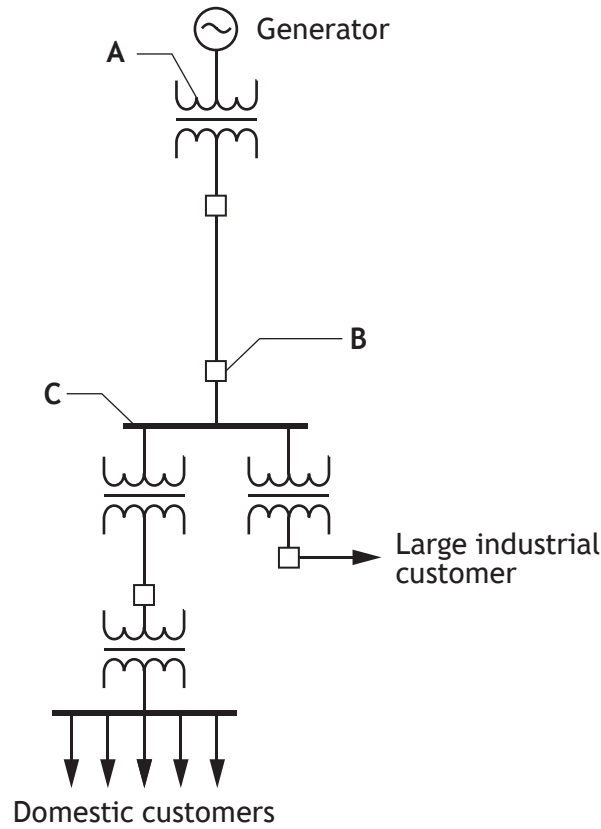 Generator
A
B
C
Large industrial
customer
Domestic customers